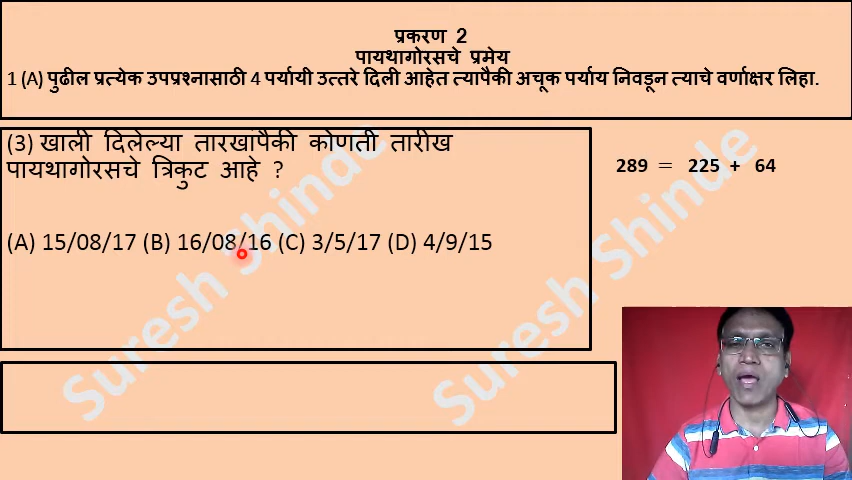 प्रकरण 2
पायथागोरसचे प्रमेय
1 (A) पुढील प्रत्येक उपप्रश्नासाठी 4 पर्यायी उत्तरे दिली आहेत त्यापैकी अचूक पर्याय निवडून त्याचे वर्णाक्षर लिहा.
(3) खाली दिलेल्या तारखांपैकी कोणती तारीख
पायथागोरसचे त्रिकुट आहे ?
289 = 225 + 64
(A) 15/08/17 (B) 16/08/16 (C) 3/5/17 (D) 4/9/15
Suresh Shinde
Suresh Shinde